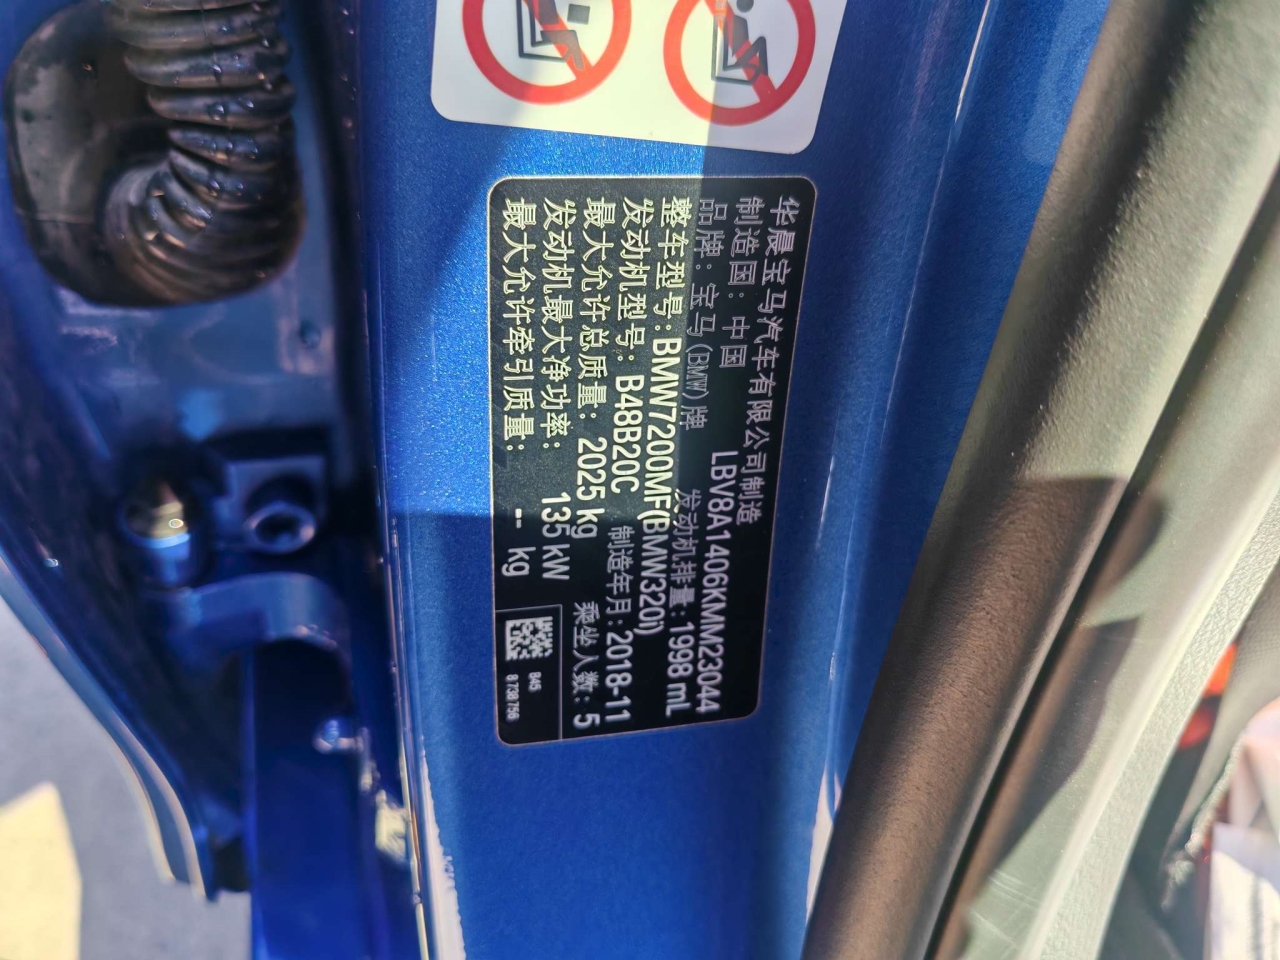 华晨宝马汽车有限公司制造
制造国：中国 LBV8A1406KMM23044
品牌：宝马(BMW)牌 发动机排量：1998 mL
整车型号：BMW7200MF(BMW320i)
发动机型号：B48B20C 制造年月：2018-11
最大允许总质量：2025 kg 乘坐人数：5
发动机最大净功率：135 kW
最大允许牵引质量：-- kg
B45
8 738 756